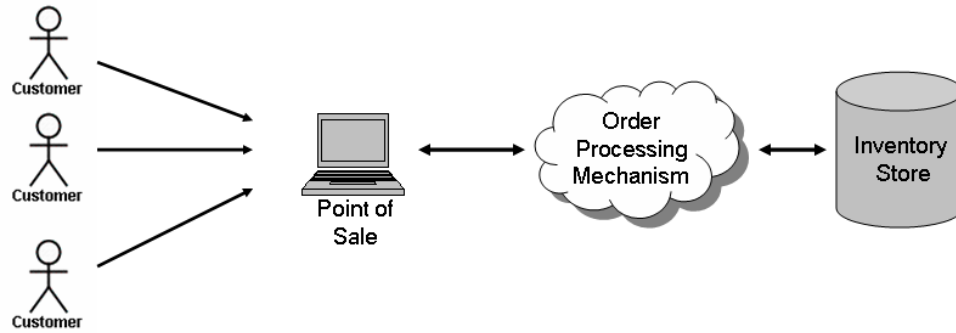 Customer
Customer
Customer
Point of
Sale
Order
Processing
Mechanism
Inventory
Store